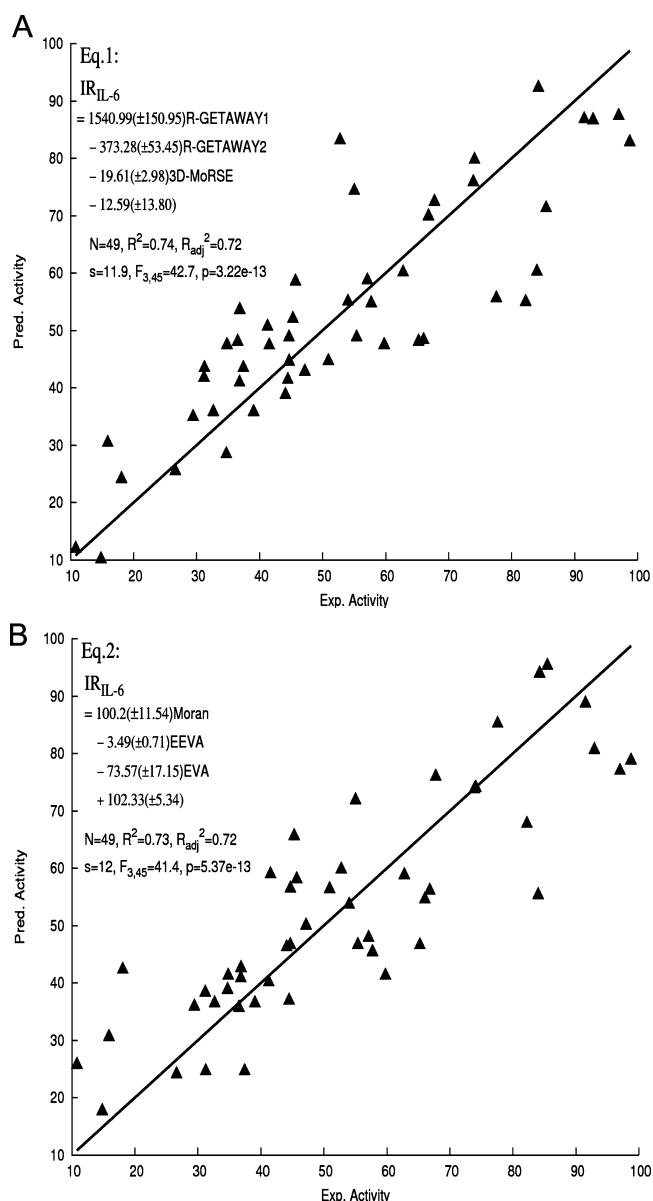 A
100
90
80
70
60
50
40
30
20
10
Pred. Activity
Eq.1:
IR_IL-6
= 1540.99(±150.95)R-GETAWAY1
− 373.28(±53.45)R-GETAWAY2
− 19.61(±2.98)3D-MoRSE
− 12.59(±13.80)
N=49, R²=0.74, R_adj²=0.72
s=11.9, F_3,45=42.7, p=3.22e-13
10 20 30 40 50 60 70 80 90 100
Exp. Activity
B
100
90
80
70
60
50
40
30
20
10
Pred. Activity
Eq.2:
IR_IL-6
= 100.2(±11.54)Moran
− 3.49(±0.71)EEVA
− 73.57(±17.15)EVA
+ 102.33(±5.34)
N=49, R²=0.73, R_adj²=0.72
s=12, F_3,45=41.4, p=5.37e-13
10 20 30 40 50 60 70 80 90 100
Exp. Activity